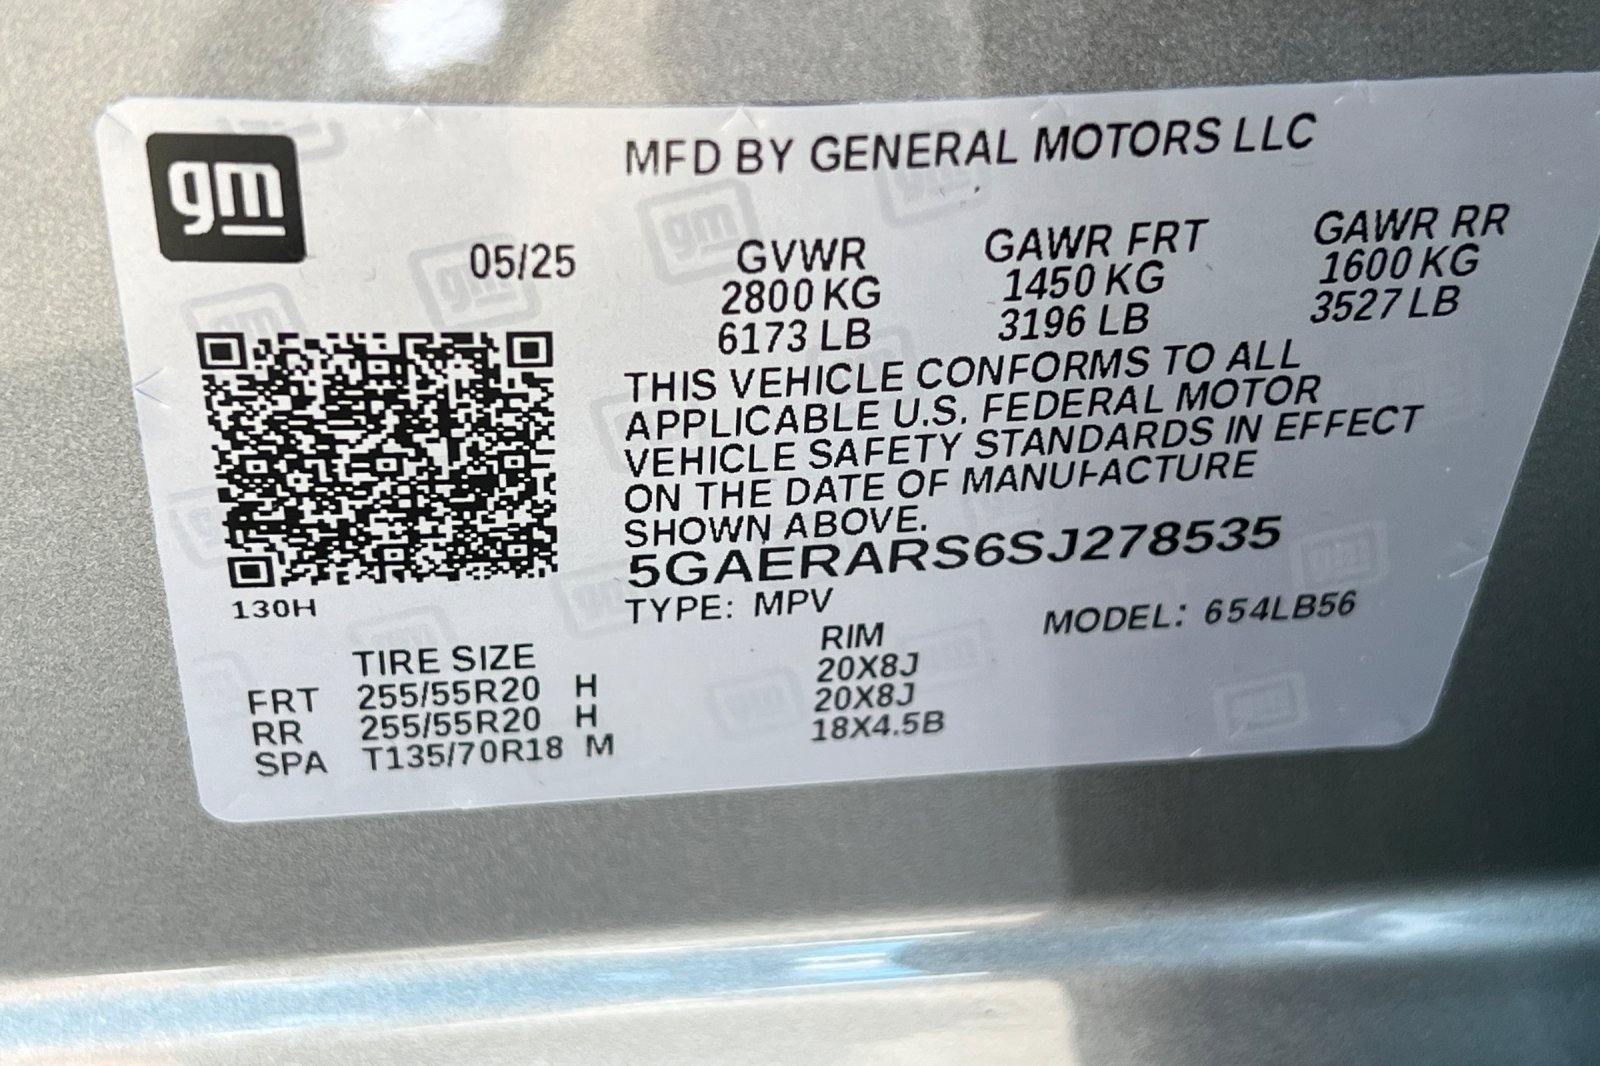 gm
MFD BY GENERAL MOTORS LLC
05/25
GVWR GAWR FRT GAWR RR
2800 KG 1450 KG 1600 KG
6173 LB 3196 LB 3527 LB
THIS VEHICLE CONFORMS TO ALL
APPLICABLE U.S. FEDERAL MOTOR
VEHICLE SAFETY STANDARDS IN EFFECT
ON THE DATE OF MANUFACTURE
SHOWN ABOVE.
5GAERARS6SJ278535
130H
TYPE: MPV MODEL: 654LB56
TIRE SIZE RIM
FRT 255/55R20 H 20X8J
RR 255/55R20 H 20X8J
SPA T135/70R18 M 18X4.5B